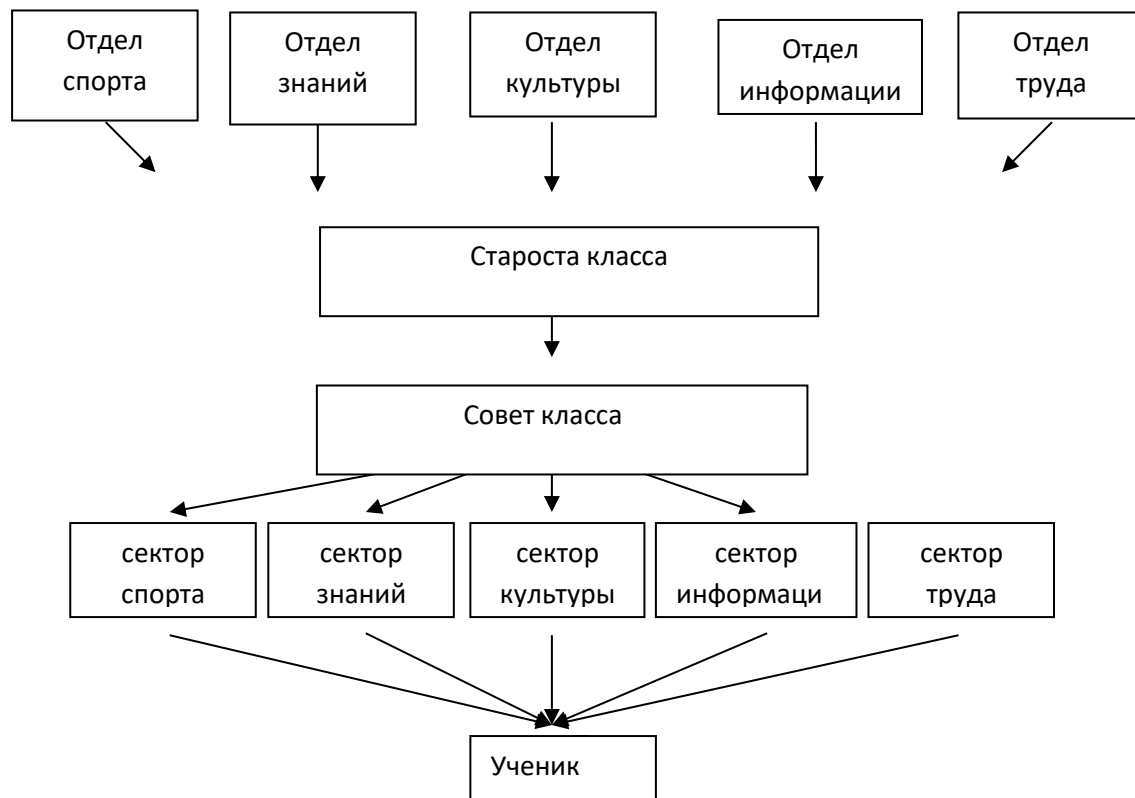 Отдел
спорта
Отдел
знаний
Отдел
культуры
Отдел
информации
Отдел
труда
Староста класса
Совет класса
сектор
спорта
сектор
знаний
сектор
культуры
сектор
информаци
сектор
труда
Ученик